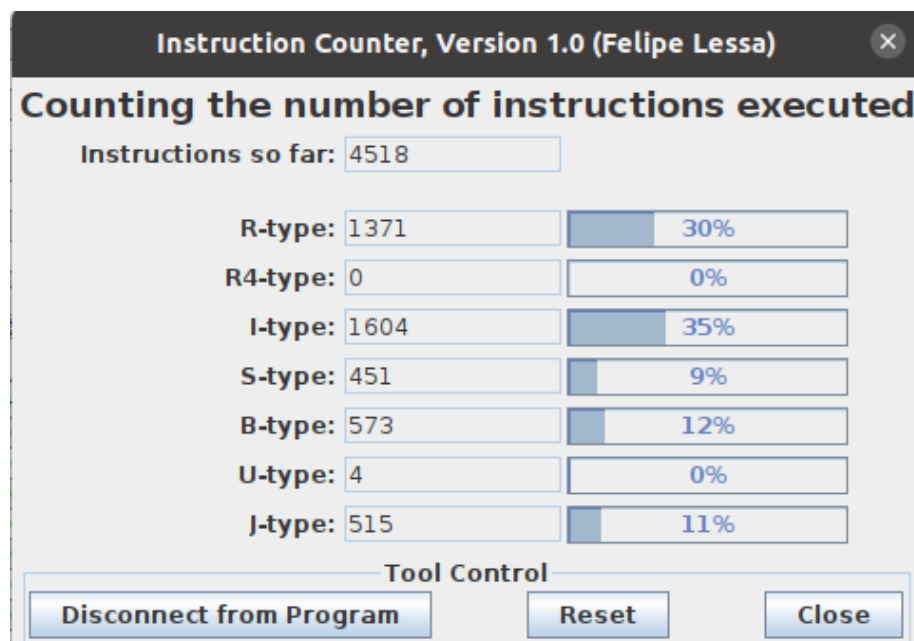 Instruction Counter, Version 1.0 (Felipe Lessa)
Counting the number of instructions executed
Instructions so far: 4518
R-type: 1371 30%
R4-type: 0 0%
I-type: 1604 35%
S-type: 451 9%
B-type: 573 12%
U-type: 4 0%
J-type: 515 11%
Tool Control
Disconnect from Program Reset Close